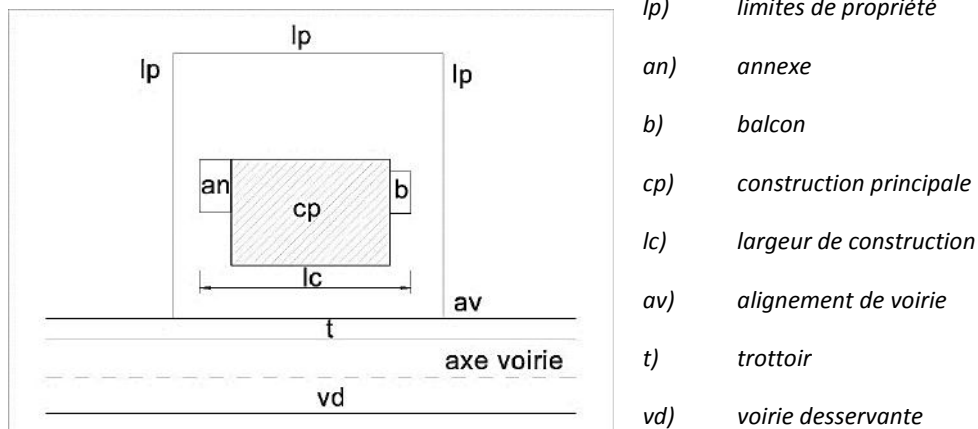 lp
lp
lp
an
b
cp
lc
av
t
axe voirie
vd
lp) limites de propriété
an) annexe
b) balcon
cp) construction principale
lc) largeur de construction
av) alignement de voirie
t) trottoir
vd) voirie desservante